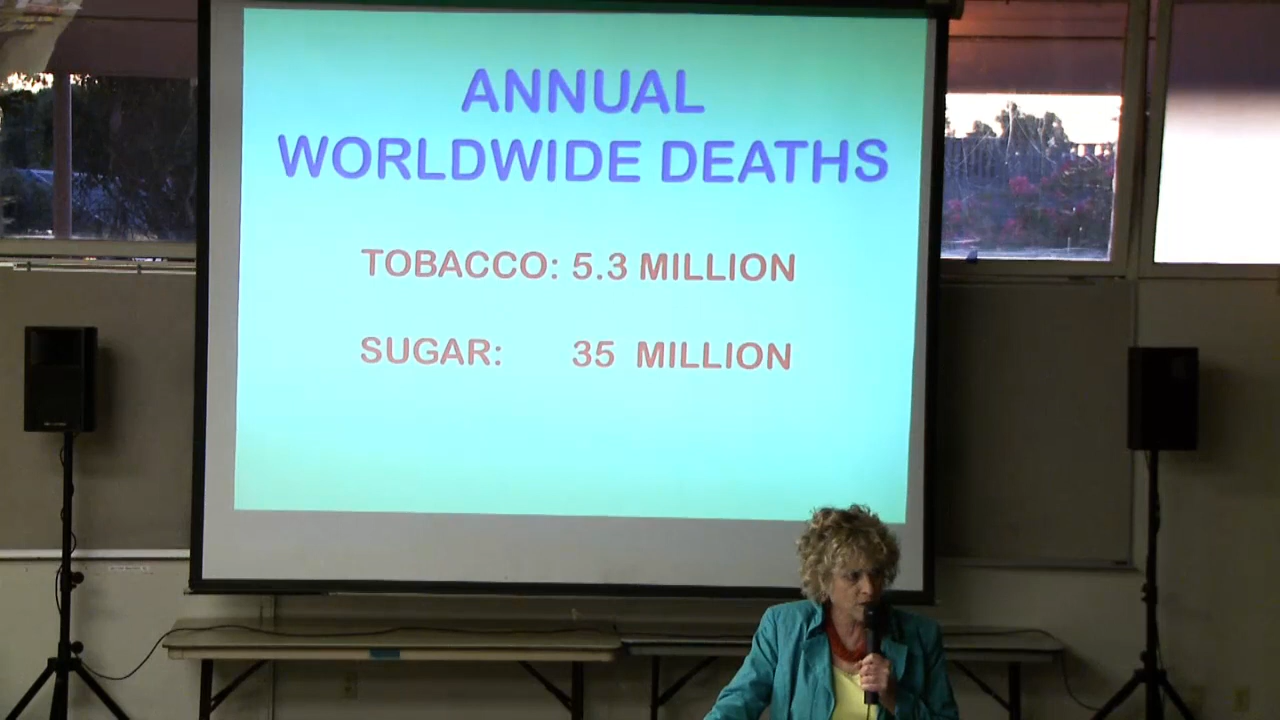 ANNUAL
WORLDWIDE DEATHS
TOBACCO: 5.3 MILLION
SUGAR: 35 MILLION